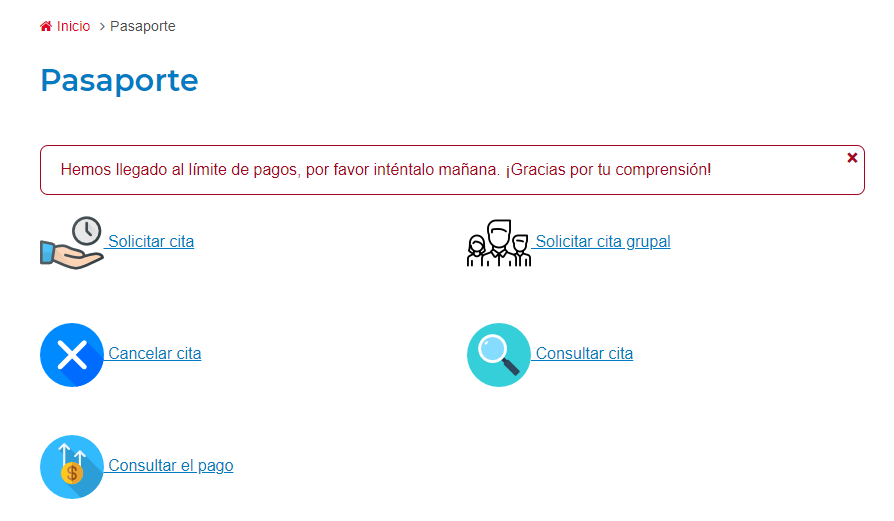 Inicio > Pasaporte
Pasaporte
Hemos llegado al límite de pagos, por favor inténtalo mañana. ¡Gracias por tu comprensión!
Solicitar cita
Solicitar cita grupal
Cancelar cita
Consultar cita
Consultar el pago